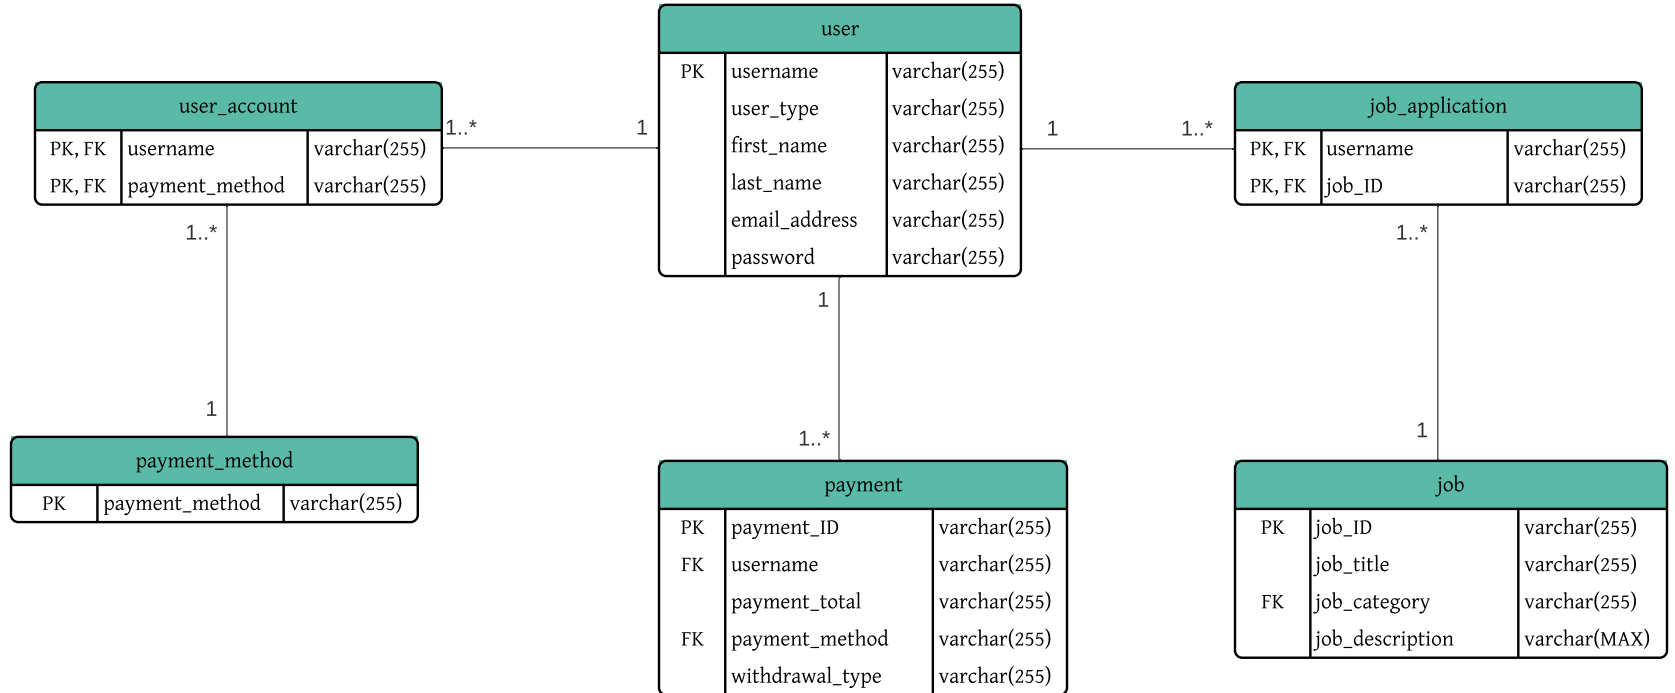 user
PK username varchar(255)
user_type varchar(255)
first_name varchar(255)
last_name varchar(255)
email_address varchar(255)
password varchar(255)
user_account
PK, FK username varchar(255)
PK, FK payment_method varchar(255)
1..*
1
1
1..*
job_application
PK, FK username varchar(255)
PK, FK job_ID varchar(255)
1..*
1
1
1..*
1..*
1
payment_method
PK payment_method varchar(255)
payment
PK payment_ID varchar(255)
FK username varchar(255)
payment_total varchar(255)
FK payment_method varchar(255)
withdrawal_type varchar(255)
job
PK job_ID varchar(255)
job_title varchar(255)
FK job_category varchar(255)
job_description varchar(MAX)